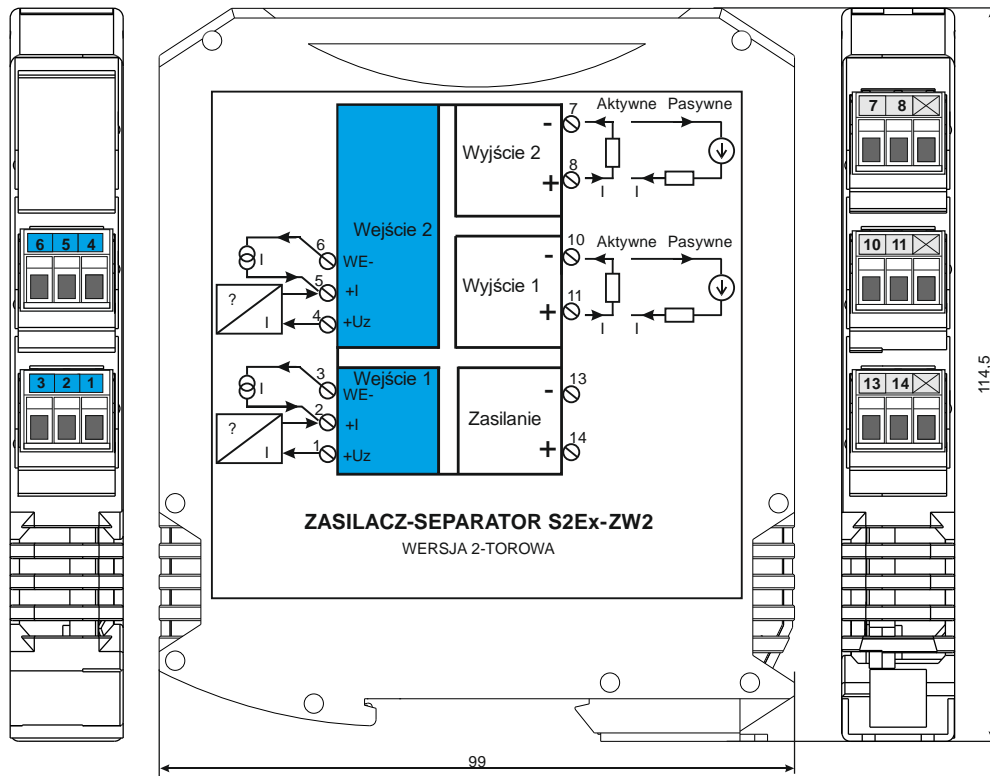 6 5 4
3 2 1
7
Aktywne Pasywne
-
Wyjście 2
8
+
I I
Wejście 2
6
I
WE-
5
+I
?
I
4
+Uz
10
Aktywne Pasywne
-
Wyjście 1
11
+
I I
Wejście 1
3
I
WE-
2
+I
?
I
1
+Uz
13
-
Zasilanie
14
+
ZASILACZ-SEPARATOR S2Ex-ZW2
WERSJA 2-TOROWA
7 8
10 11
13 14
114.5
99